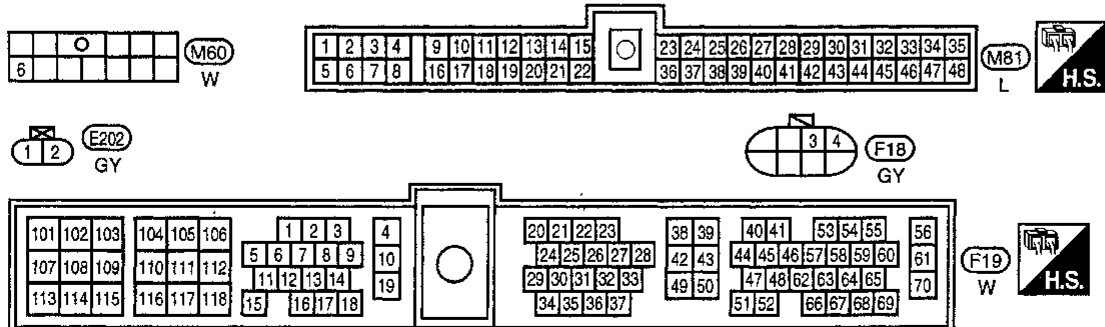 1 2 3 4 9 10 11 12 13 14 15 23 24 25 26 27 28 29 30 31 32 33 34 35
5 6 7 8 16 17 18 19 20 21 22 36 37 38 39 40 41 42 43 44 45 46 47 48
6
M60
W
M81
L
H.S.
1 2
E202
GY
3 4
F18
GY
101 102 103 104 105 106 1 2 3 4 20 21 22 23 38 39 40 41 53 54 55 56
107 108 109 110 111 112 5 6 7 8 9 10 24 25 26 27 28 42 43 44 45 46 57 58 59 60 61
113 114 115 116 117 118 11 12 13 14 19 29 30 31 32 33 49 50 47 48 62 63 64 65 70
15 16 17 18 34 35 36 37 51 52 66 67 68 69
F19
W
H.S.